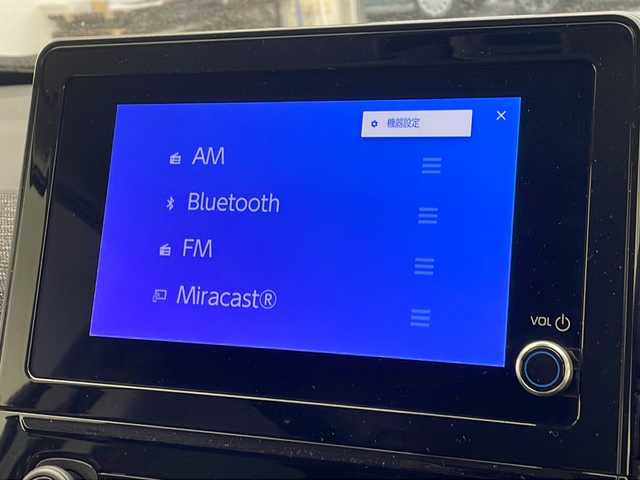 機器設定
AM
Bluetooth
FM
Miracast®
VOL